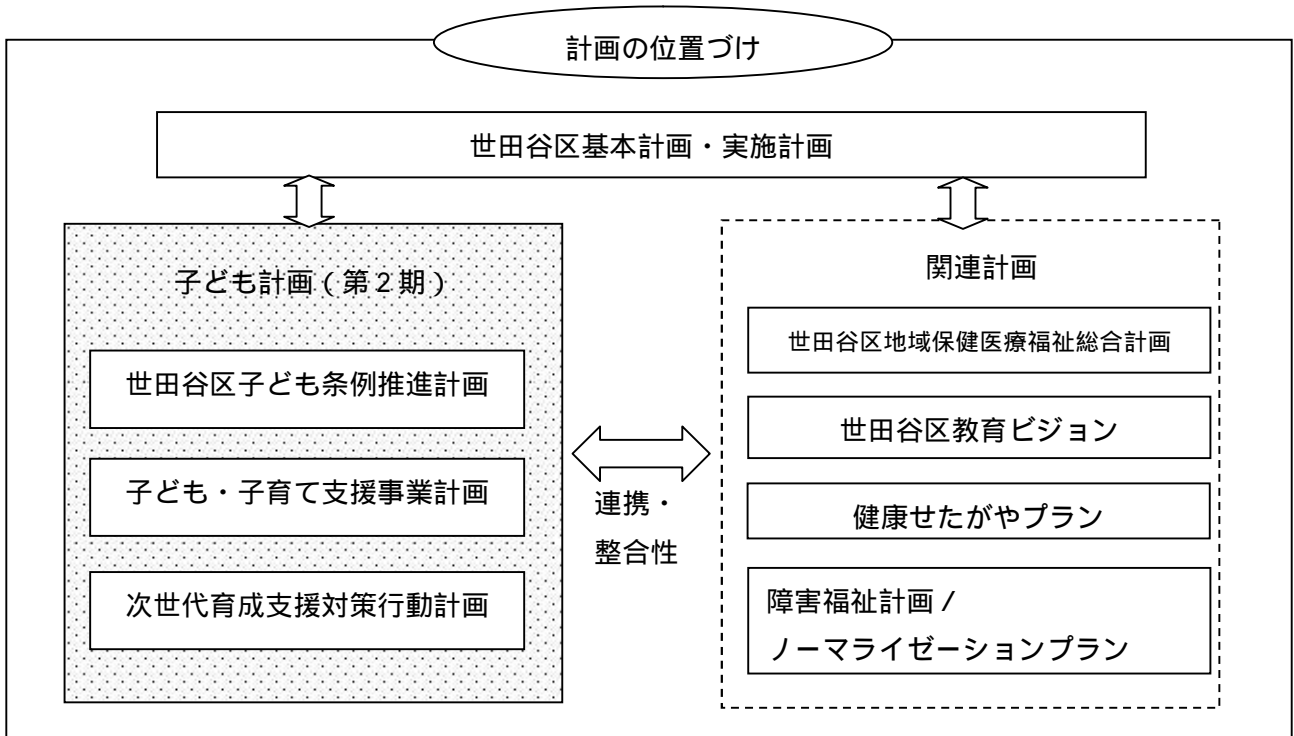 計画の位置づけ
世田谷区基本計画・実施計画
子ども計画（第２期）
世田谷区子ども条例推進計画
子ども・子育て支援事業計画
次世代育成支援対策行動計画
連携・
整合性
関連計画
世田谷区地域保健医療福祉総合計画
世田谷区教育ビジョン
健康せたがやプラン
障害福祉計画／
ノーマライゼーションプラン